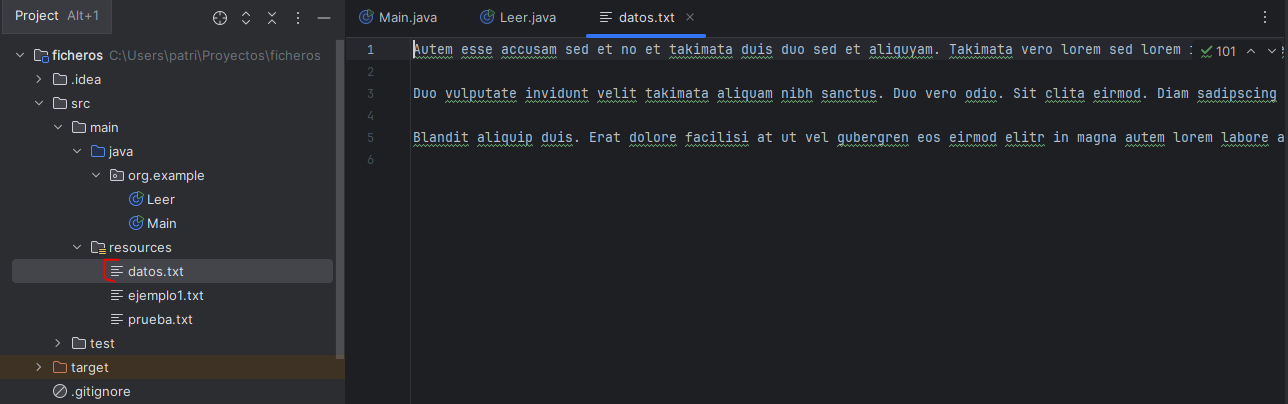 Project Alt+1
Main.java Leer.java datos.txt
ficheros C:\Users\patri\Proyectos\ficheros
.idea
src
main
java
org.example
Leer
Main
resources
datos.txt
ejemplo1.txt
prueba.txt
test
target
.gitignore
1 Autem esse accusam sed et no et takimata duis duo sed et aliquyam. Takimata vero lorem sed lorem
101
2
3 Duo vulputate invidunt velit takimata aliquam nibh sanctus. Duo vero odio. Sit clita eirmod. Diam sadipscing
4
5 Blandit aliquip duis. Erat dolore facilisi at ut vel gubergren eos eirmod elitr in magna autem lorem labore a
6